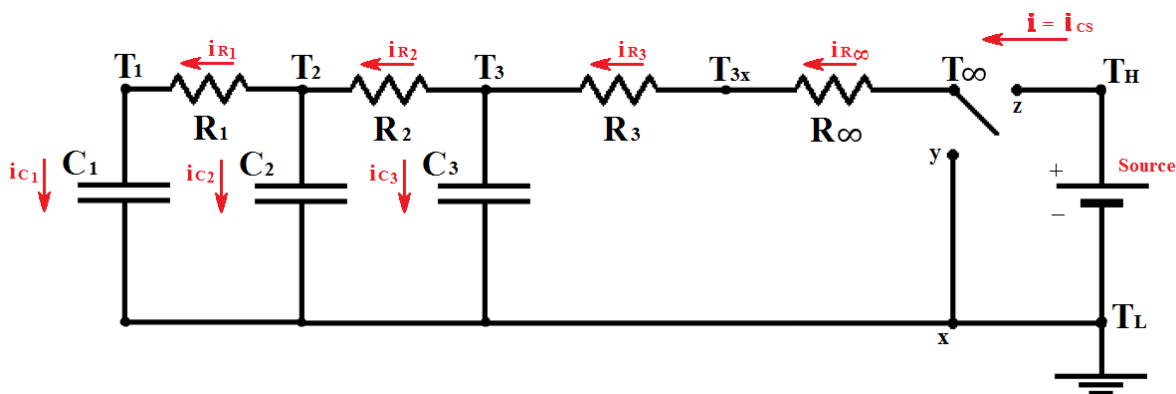 i = iCS
iR1
iR2
iR3
iR∞
T1
T2
T3
T3x
T∞
TH
z
R1
R2
R3
R∞
y
iC1
C1
iC2
C2
iC3
C3
+
Source
−
x
TL